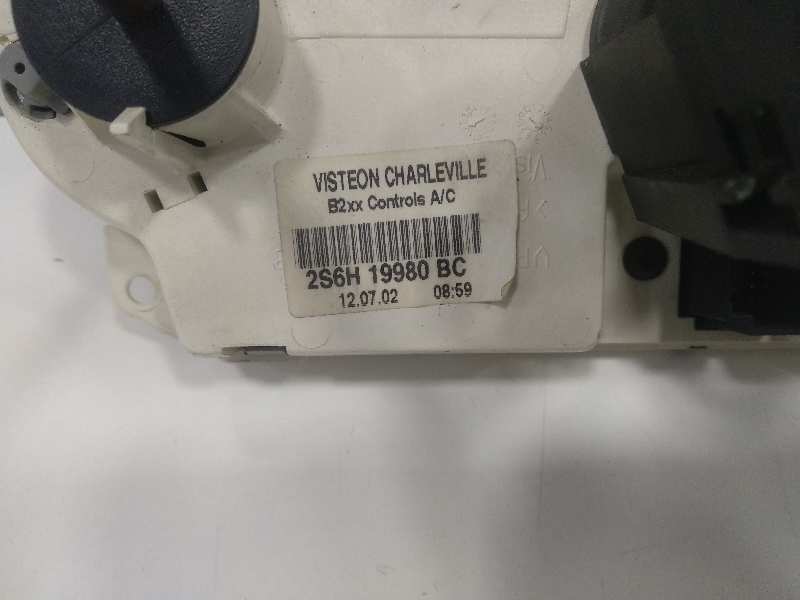 VISTEON CHARLEVILLE
B2xx Controls A/C
2S6H 19980 BC
12.07.02 08:59